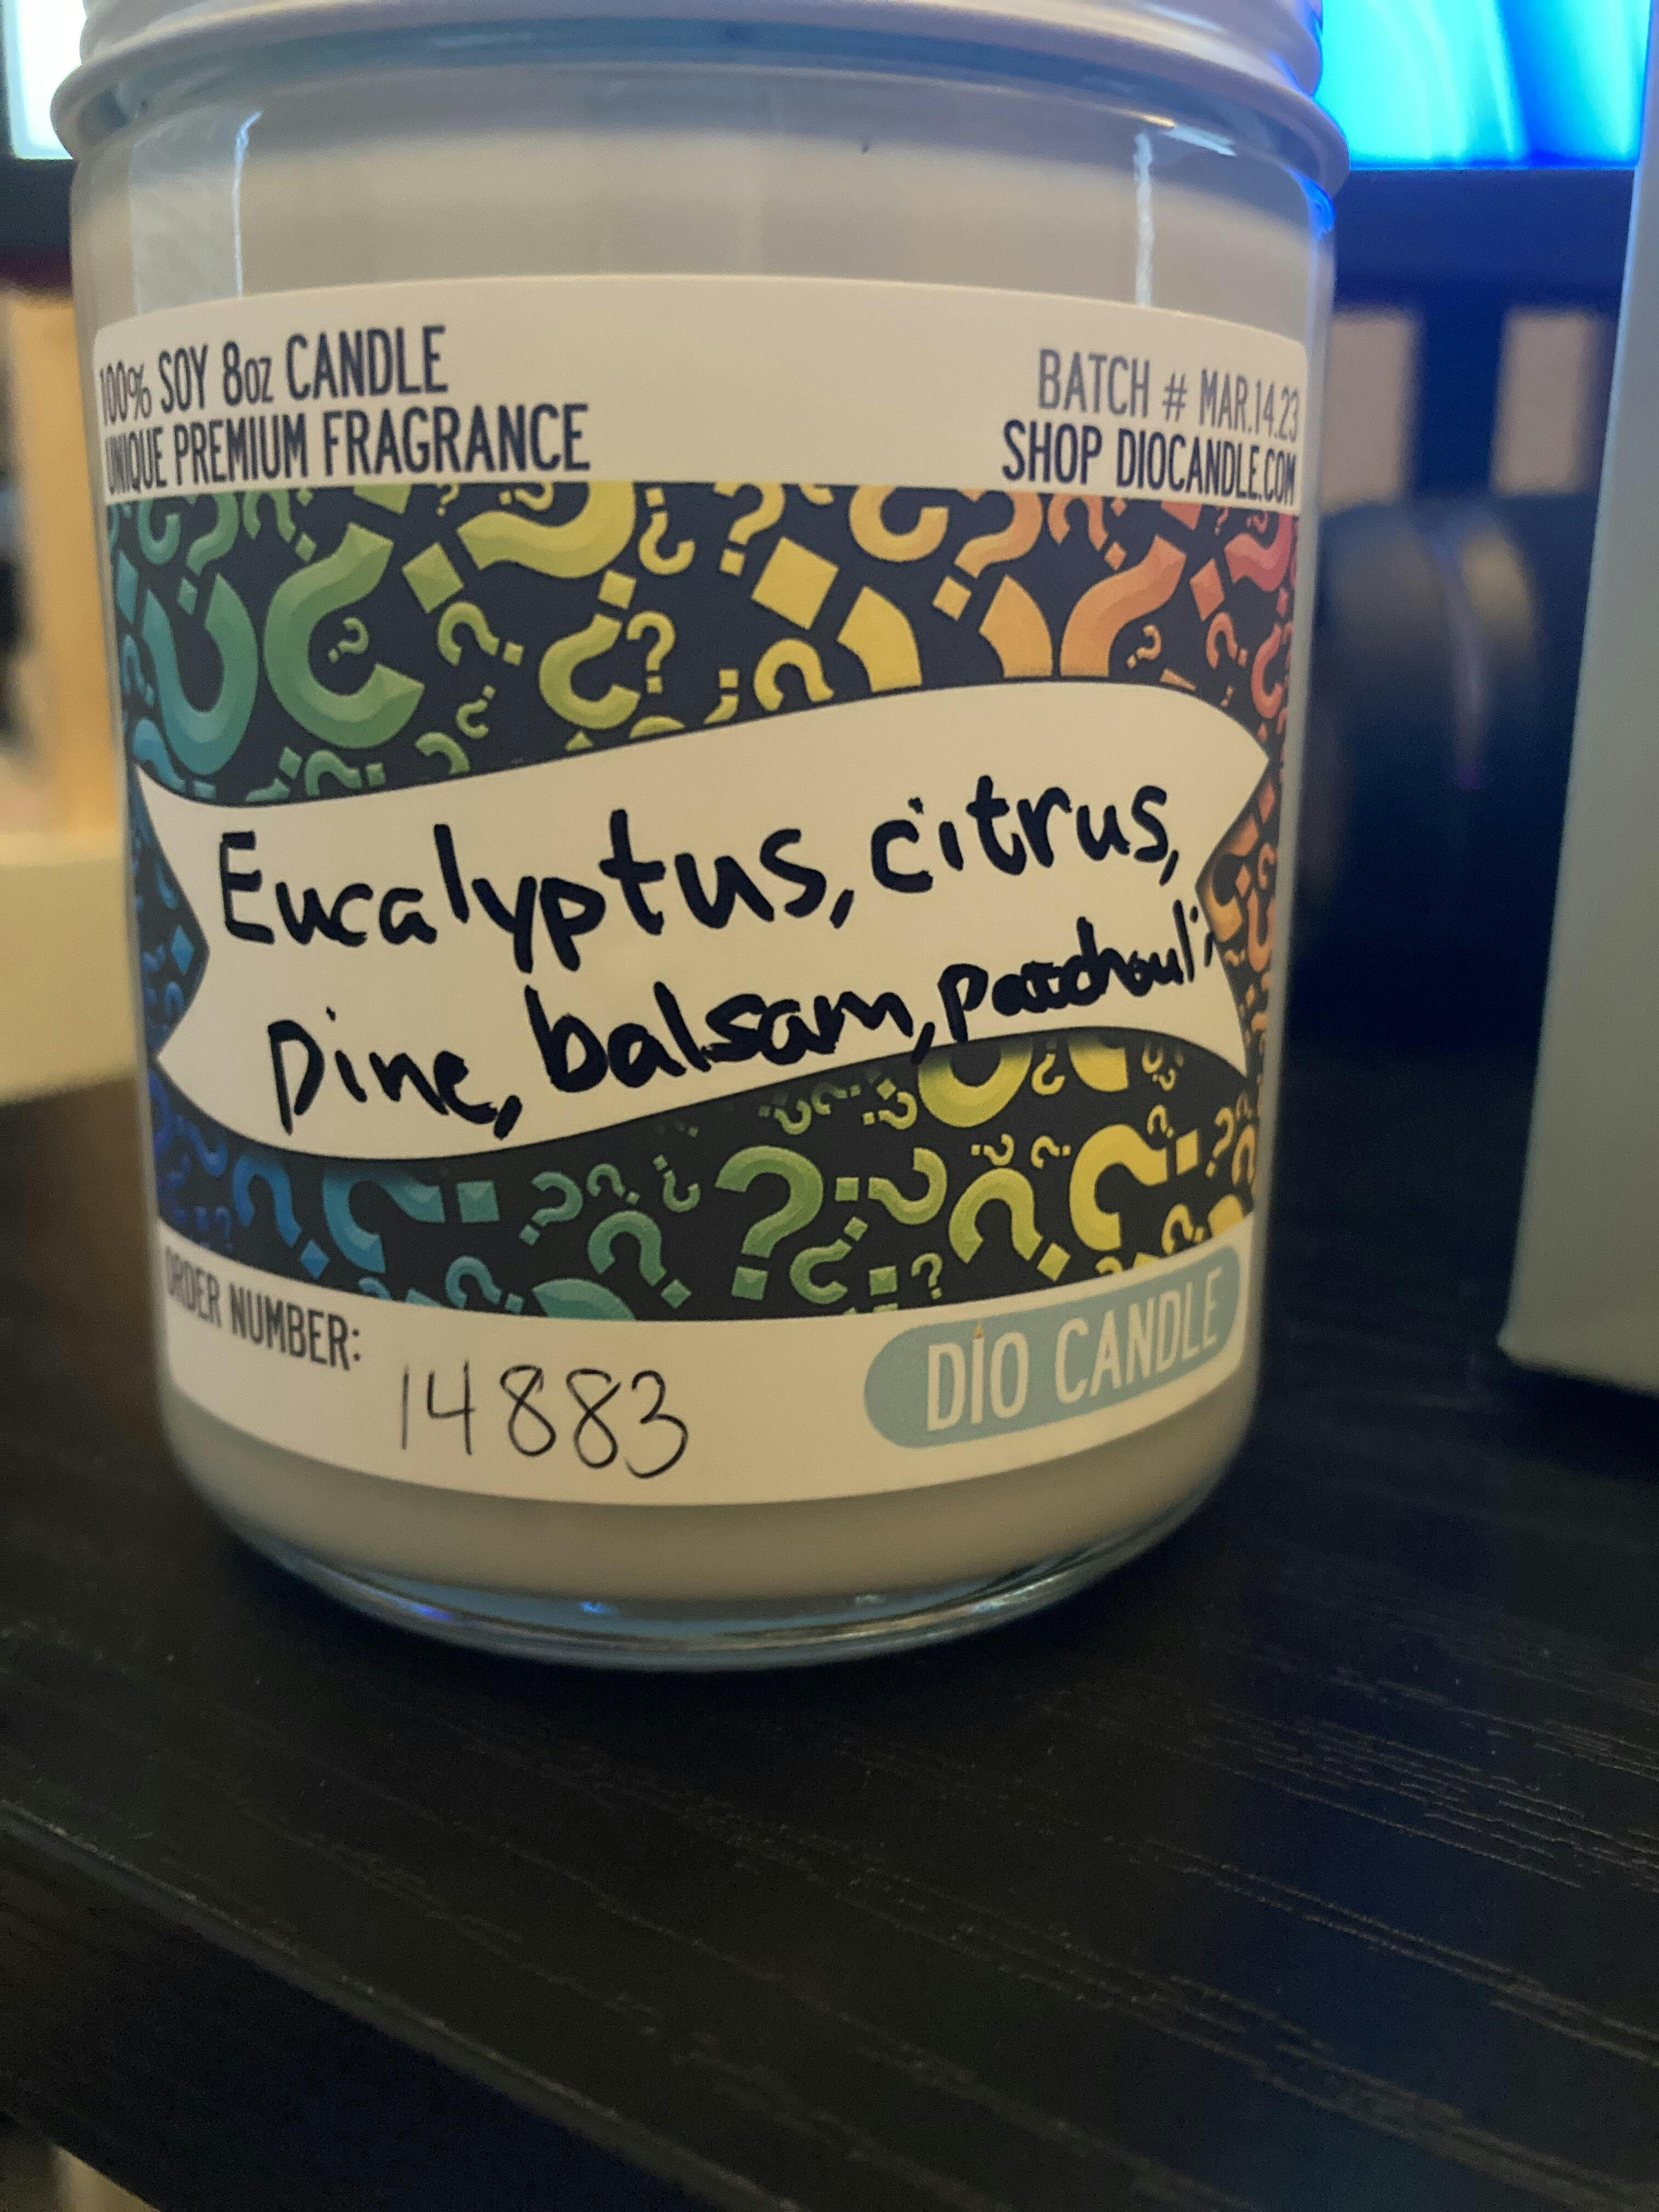 100% SOY 8oz CANDLE
UNIQUE PREMIUM FRAGRANCE
BATCH # MAR.14.23
SHOP DIOCANDLE.COM
Eucalyptus, citrus,
Pine, balsam, patchouli
ORDER NUMBER:
14883
DIO CANDLE